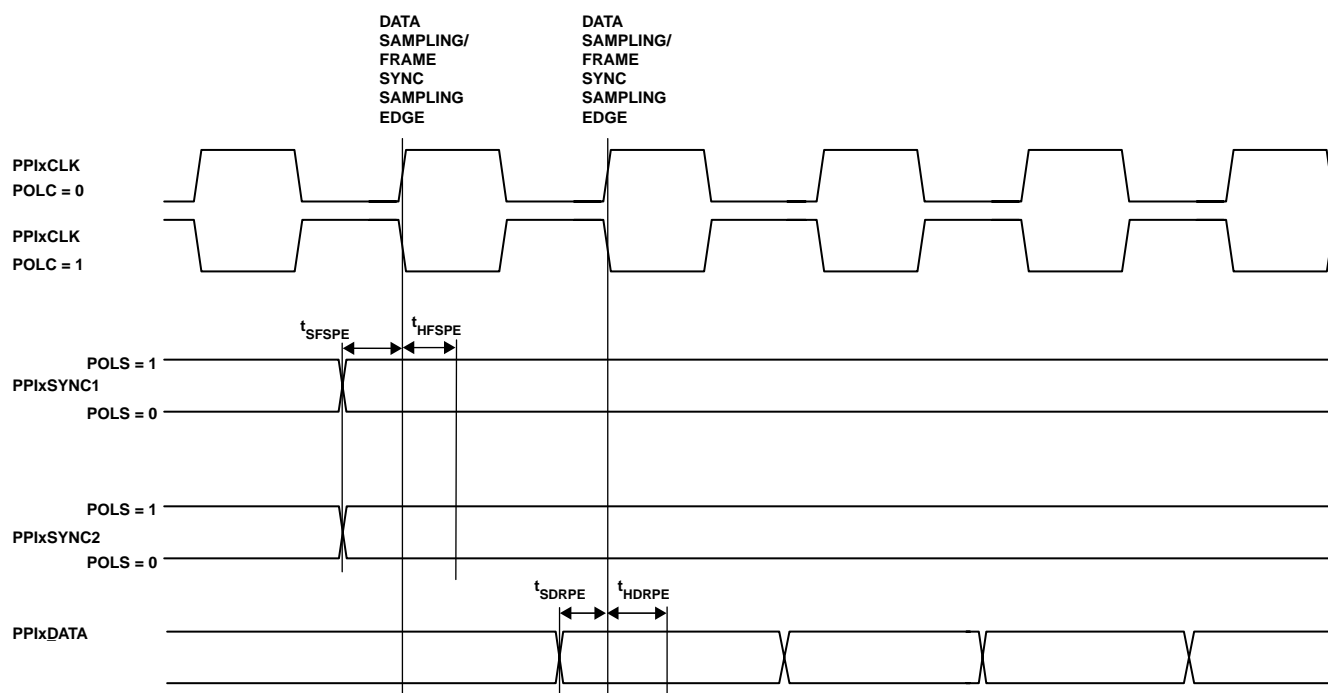 DATA
SAMPLING/
FRAME
SYNC
SAMPLING
EDGE
DATA
SAMPLING/
FRAME
SYNC
SAMPLING
EDGE
PPIxCLK
POLC = 0
PPIxCLK
POLC = 1
tSFSPE
tHFSPE
POLS = 1
PPIxSYNC1
POLS = 0
POLS = 1
PPIxSYNC2
POLS = 0
tSDRPE
tHDRPE
PPIxDATA